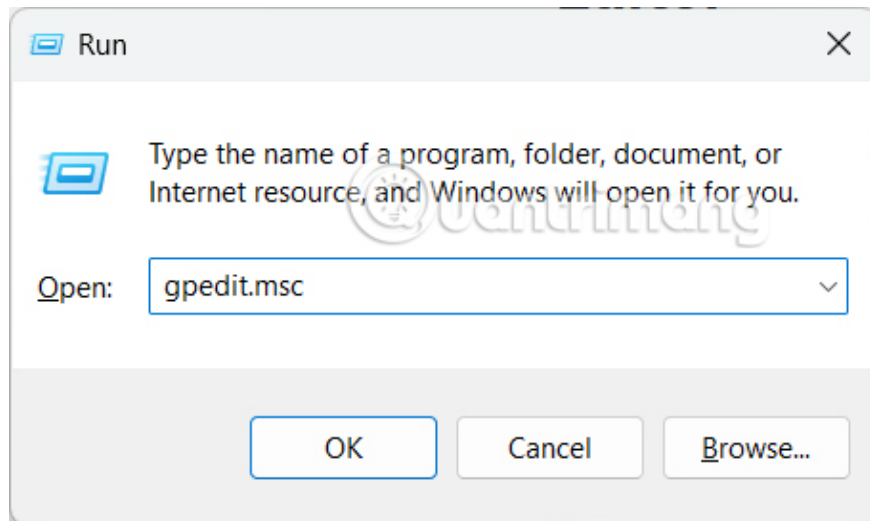 Run
Type the name of a program, folder, document, or
Internet resource, and Windows will open it for you.
Quantrimang
Open:
gpedit.msc
OK
Cancel
Browse...